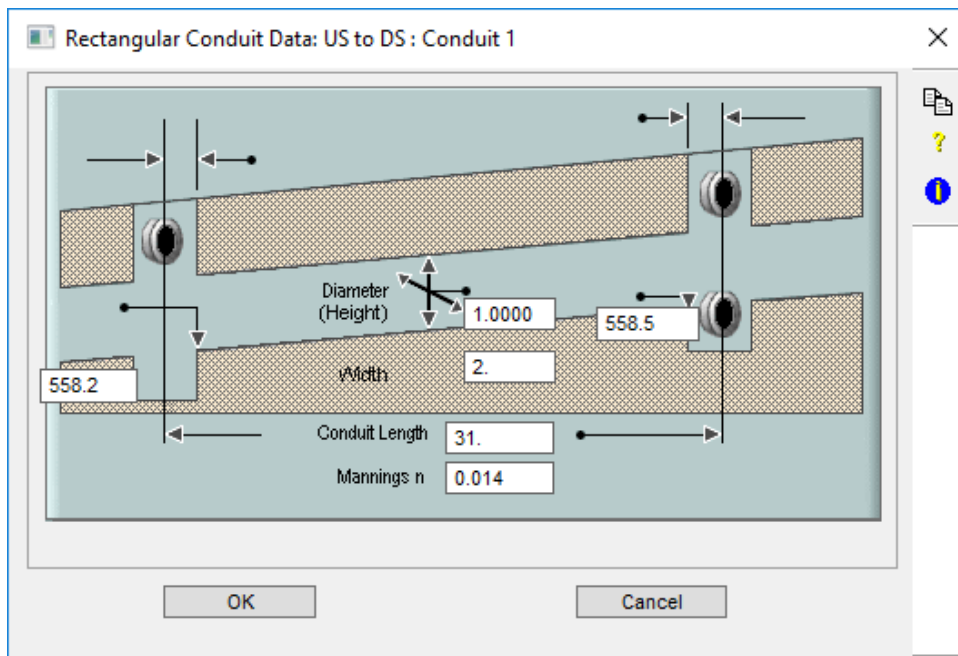 Rectangular Conduit Data: US to DS : Conduit 1
?
i
Diameter
(Height)
1.0000
558.5
Width
2.
558.2
Conduit Length
31.
Mannings n
0.014
OK
Cancel